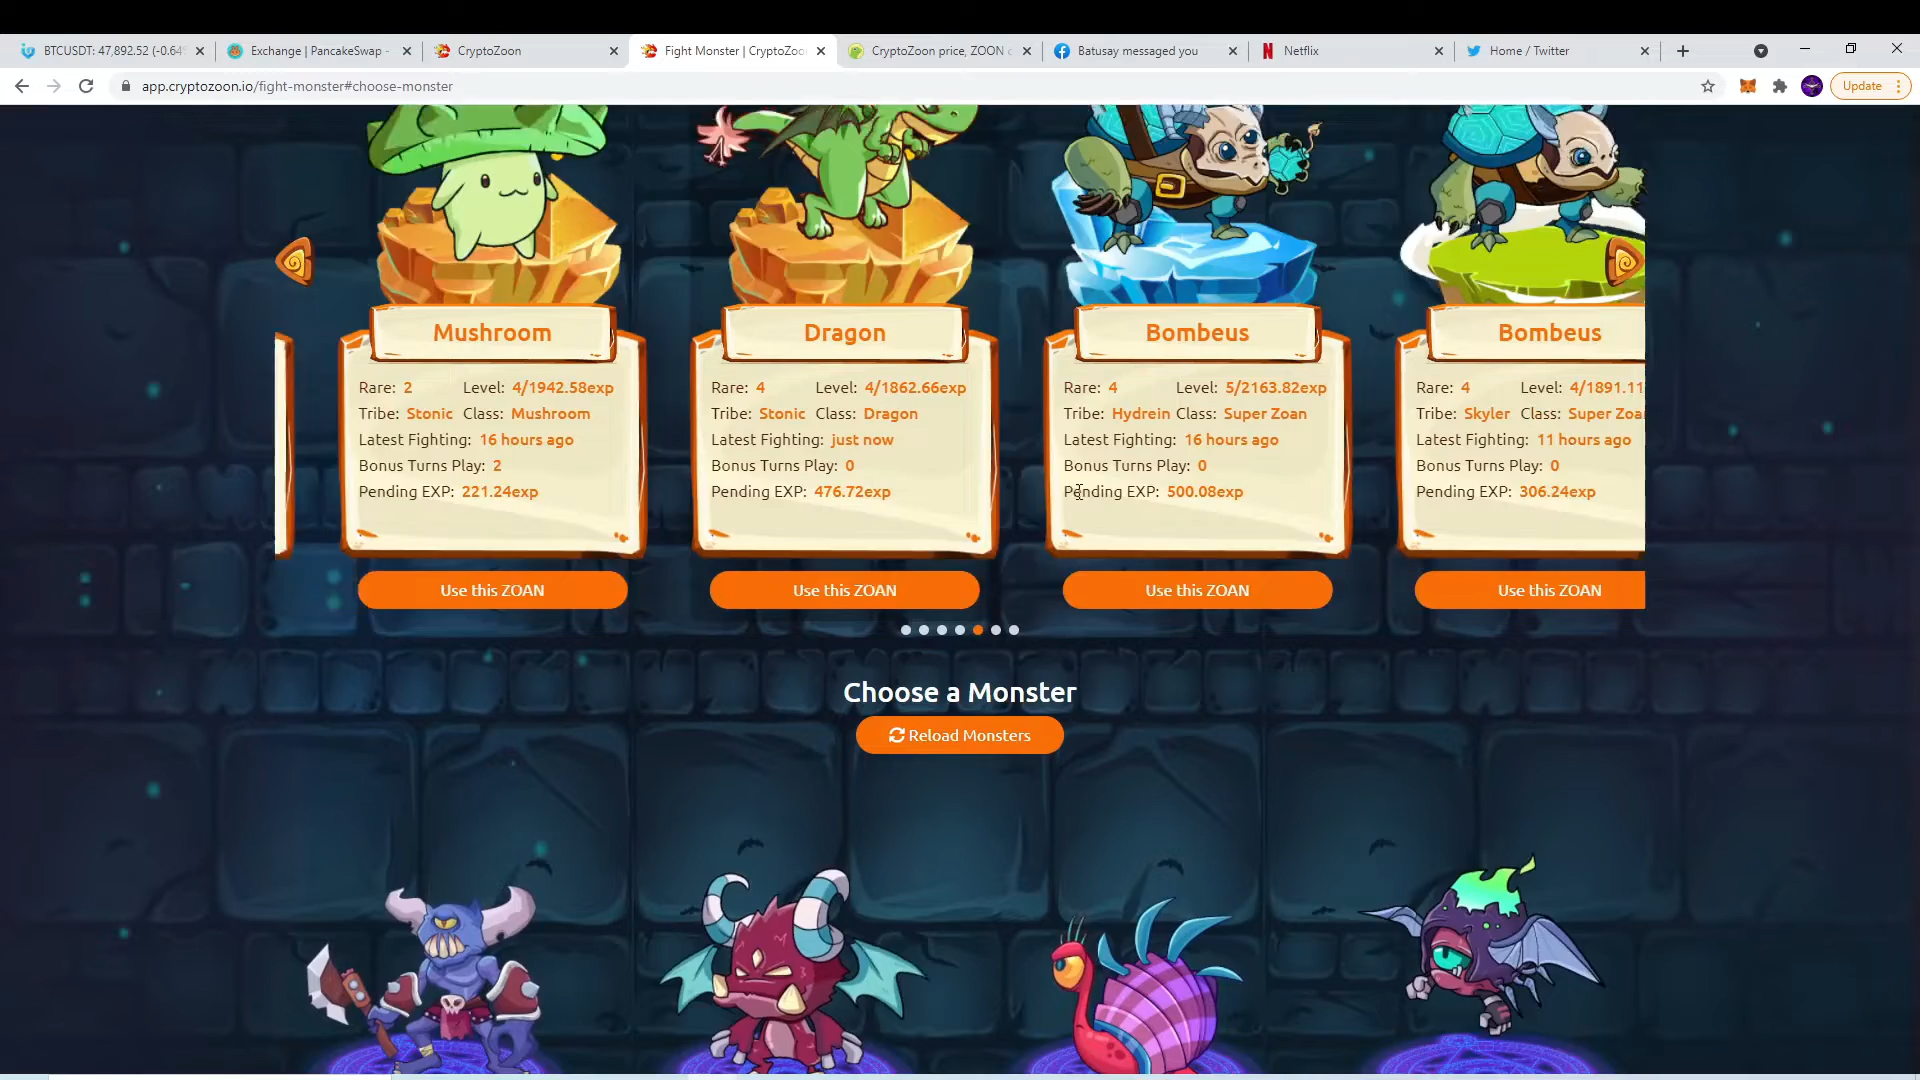 BTCUSDT: 47,892.52 (-0.64%
Exchange | PancakeSwap -
CryptoZoon
Fight Monster | CryptoZoo
CryptoZoon price, ZOON c
Batusay messaged you
Netflix
Home / Twitter
app.cryptozoon.io/fight-monster#choose-monster
Update
Mushroom
Rare: 2 Level: 4/1942.58exp
Tribe: Stonic Class: Mushroom
Latest Fighting: 16 hours ago
Bonus Turns Play: 2
Pending EXP: 221.24exp
Use this ZOAN
Dragon
Rare: 4 Level: 4/1862.66exp
Tribe: Stonic Class: Dragon
Latest Fighting: just now
Bonus Turns Play: 0
Pending EXP: 476.72exp
Use this ZOAN
Bombeus
Rare: 4 Level: 5/2163.82exp
Tribe: Hydrein Class: Super Zoan
Latest Fighting: 16 hours ago
Bonus Turns Play: 0
Pending EXP: 500.08exp
Use this ZOAN
Bombeus
Rare: 4 Level: 4/1891.11
Tribe: Skyler Class: Super Zoa
Latest Fighting: 11 hours ago
Bonus Turns Play: 0
Pending EXP: 306.24exp
Use this ZOAN
Choose a Monster
Reload Monsters